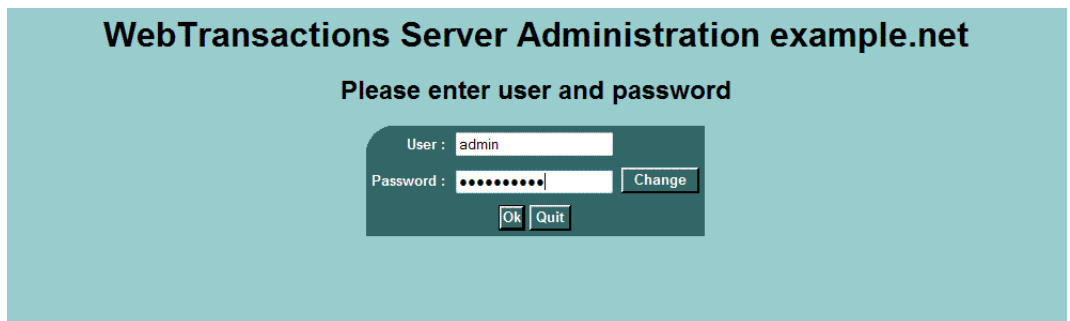 WebTransactions Server Administration example.net
Please enter user and password
User : admin
Password : ●●●●●●●●●● Change
Ok Quit